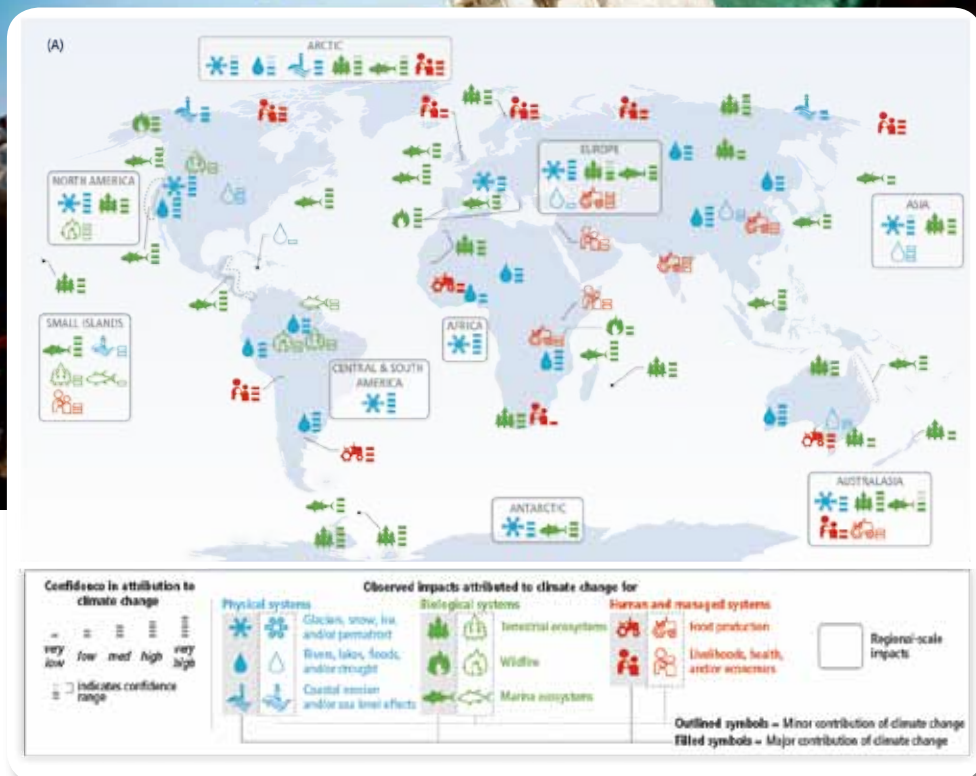 (A)
ARCTIC
EUROPE
NORTH AMERICA
ASIA
SMALL ISLANDS
AFRICA
CENTRAL & SOUTH
AMERICA
AUSTRALASIA
ANTARCTIC
Confidence in attribution to
climate change
very
low
low
med
high
very
high
indicates confidence
range
Observed impacts attributed to climate change for
Physical systems
Glaciers, snow, ice,
and/or permafrost
Rivers, lakes, floods,
and/or drought
Coastal erosion
and/or sea level effects
Biological systems
Terrestrial ecosystems
Wildfire
Marine ecosystems
Human and managed systems
Food production
Livelihoods, health,
and/or economics
Regional-scale
impacts
Outlined symbols = Minor contribution of climate change
Filled symbols = Major contribution of climate change